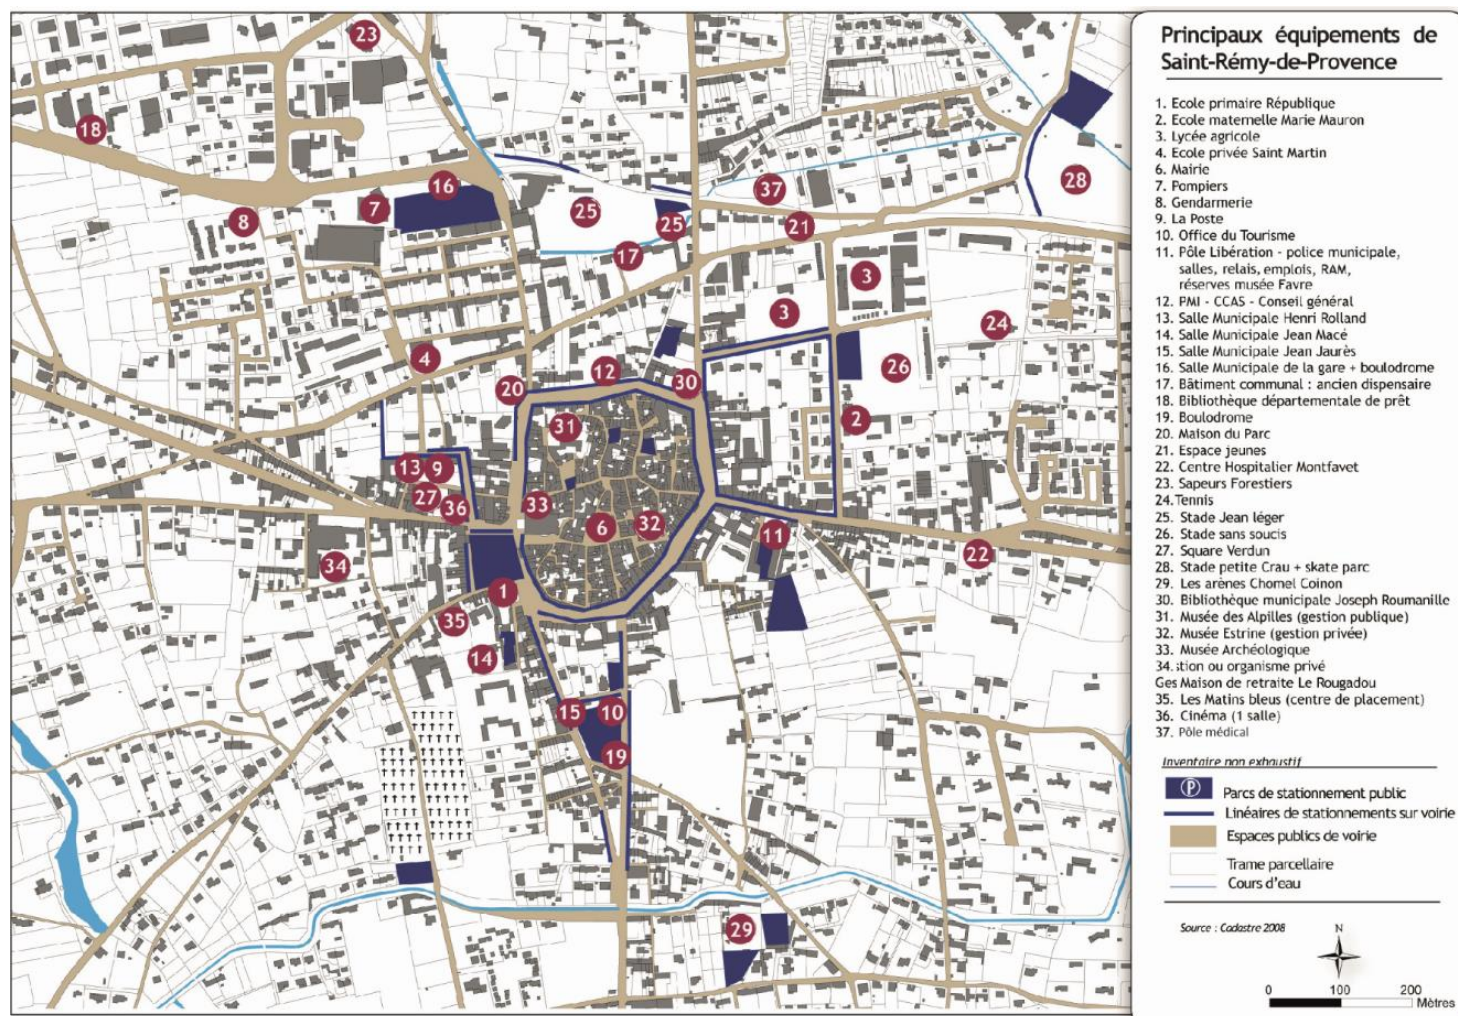 Principaux équipements de
Saint-Rémy-de-Provence
1. Ecole primaire République
2. Ecole maternelle Marie Mauron
3. Lycée agricole
4. Ecole privée Saint Martin
6. Mairie
7. Pompiers
8. Gendarmerie
9. La Poste
10. Office du Tourisme
11. Pôle Libération - police municipale,
salles, relais, emplois, RAM,
réserves musée Favre
12. PMI - CCAS - Conseil général
13. Salle Municipale Henri Rolland
14. Salle Municipale Jean Macé
15. Salle Municipale Jean Jaurès
16. Salle Municipale de la gare + boulodrome
17. Bâtiment communal : ancien dispensaire
18. Bibliothèque départementale de prêt
19. Boulodrome
20. Maison du Parc
21. Espace jeunes
22. Centre Hospitalier Montfavet
23. Sapeurs Forestiers
24. Tennis
25. Stade Jean léger
26. Stade sans soucis
27. Square Verdun
28. Stade petite Crau + skate parc
29. Les arènes Chomel Coinon
30. Bibliothèque municipale Joseph Roumanille
31. Musée des Alpilles (gestion publique)
32. Musée Estrine (gestion privée)
33. Musée Archéologique
34. :tion ou organisme privé
Ges Maison de retraite Le Rougadou
35. Les Matins bleus (centre de placement)
36. Cinéma (1 salle)
37. Pôle médical
Inventaire non exhaustif
P Parcs de stationnement public
Linéaires de stationnements sur voirie
Espaces publics de voirie
Trame parcellaire
Cours d'eau
Source : Cadastre 2008
N
0 100 200
Mètres
23
18
16
7
8
25
25
37
28
21
17
3
3
24
4
12
30
20
26
31
2
13
9
27
36
33
6
32
11
22
34
1
35
14
15
10
19
29